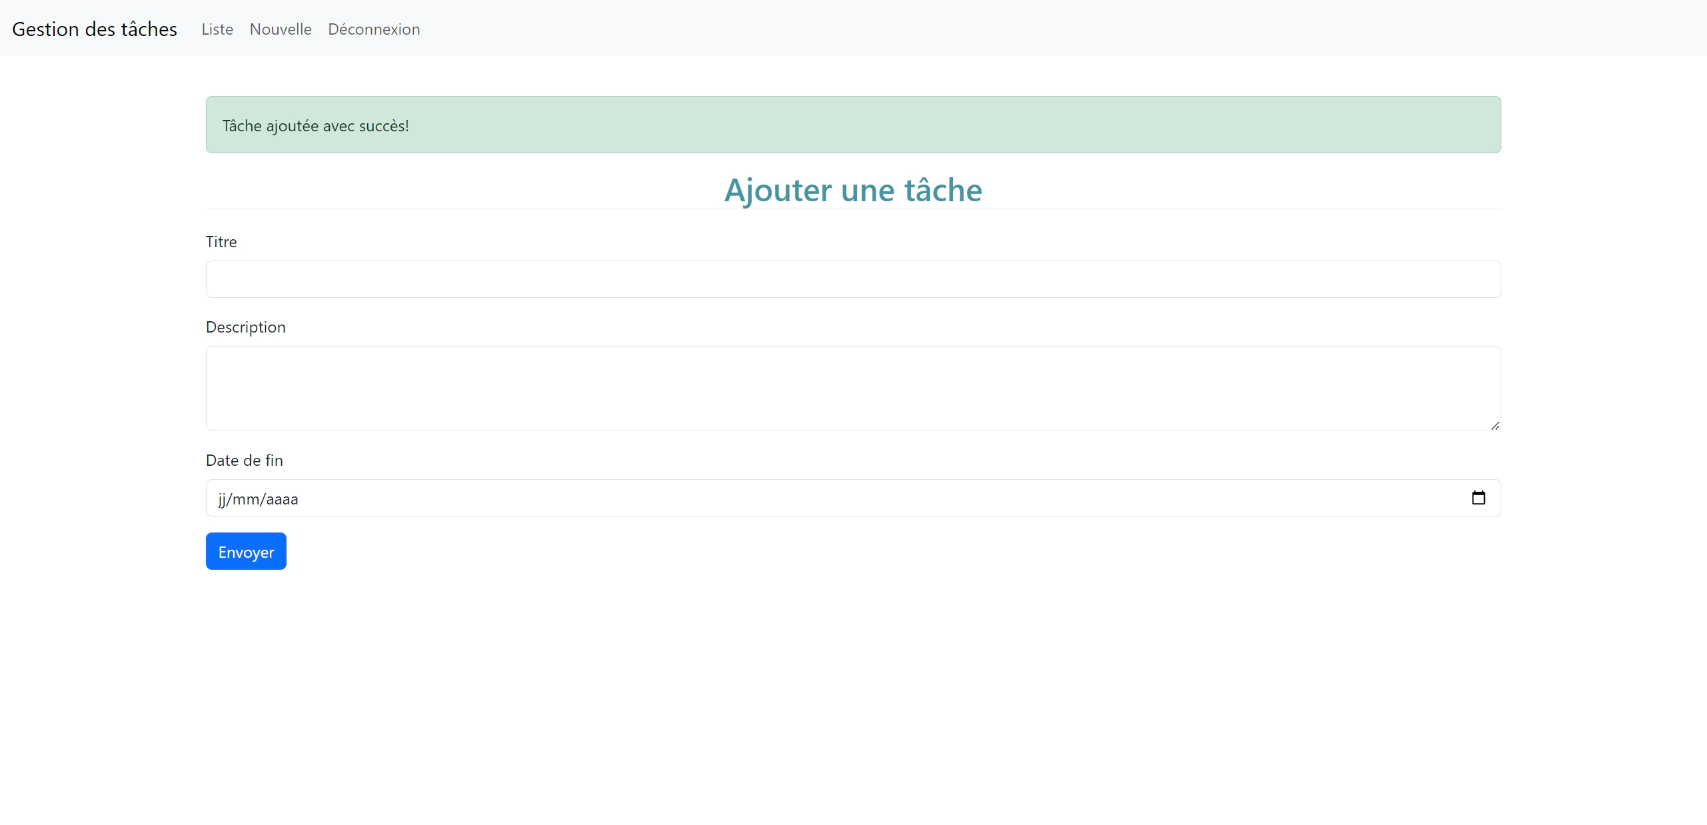 Gestion des tâches Liste Nouvelle Déconnexion
Tâche ajoutée avec succès!
Ajouter une tâche
Titre
Description
Date de fin
jj/mm/aaaa
Envoyer